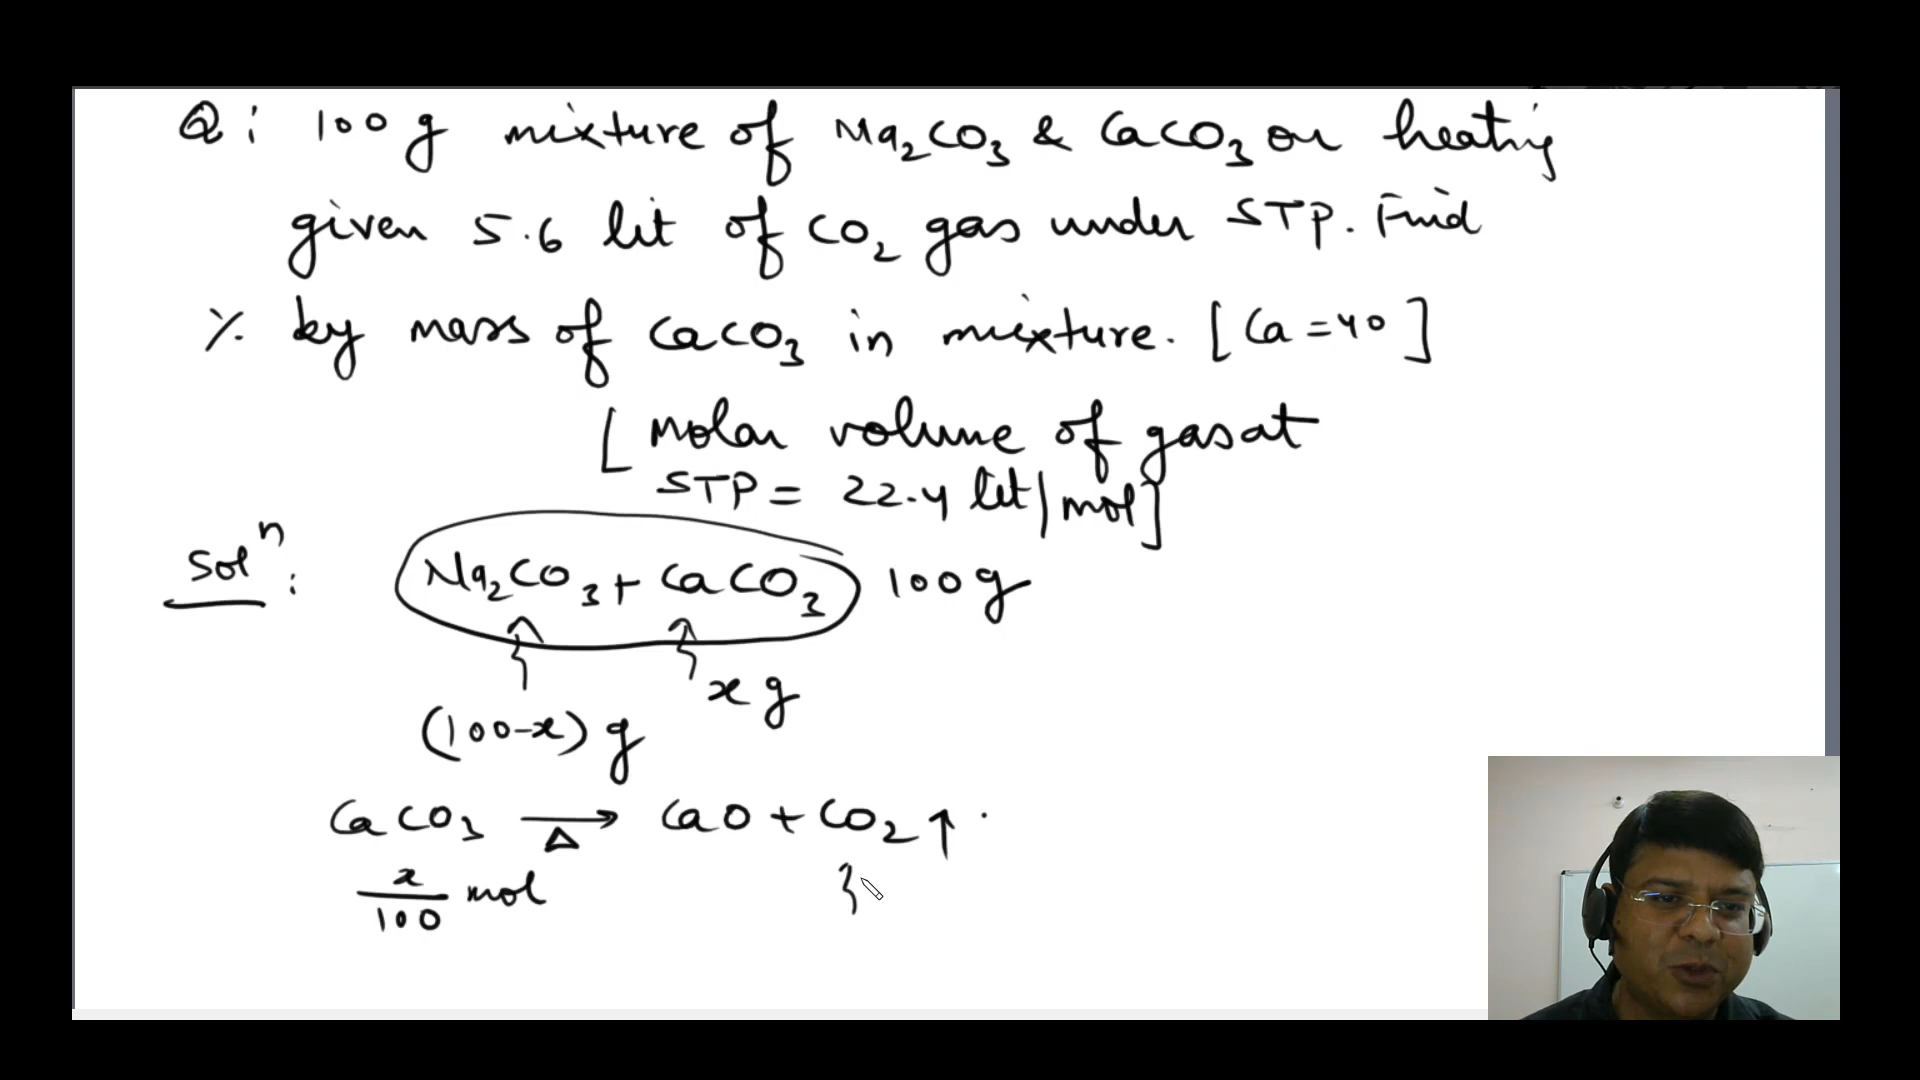 Q: 100 g mixture of Na2CO3 & CaCO3 on heating
given 5.6 lit of CO2 gas under STP. Find
% by mass of CaCO3 in mixture. [Ca = 40]
[Molar volume of gas at
STP = 22.4 lit/mol]
Solⁿ: Na2CO3 + CaCO3 100 g
x g
(100-x) g
CaCO3 →Δ CaO + CO2 ↑ .
x/100 mol